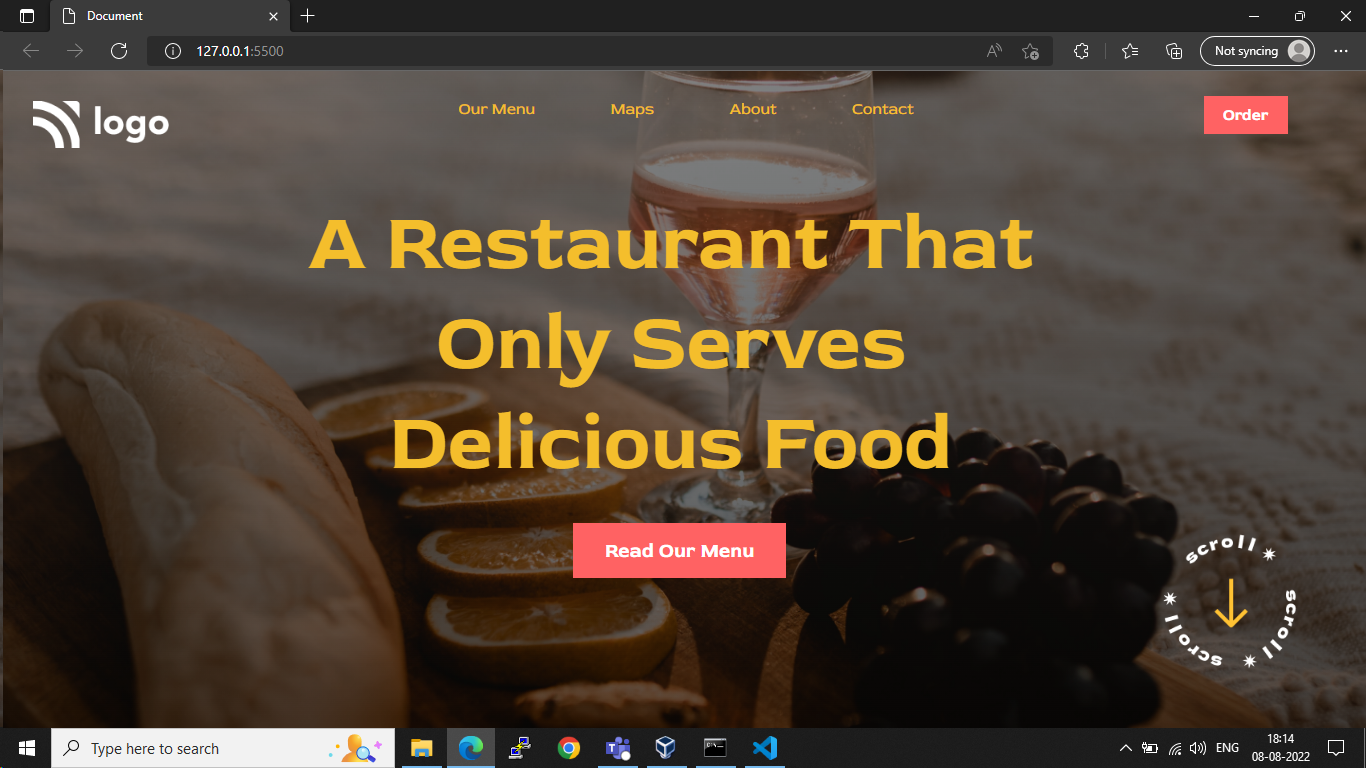 Document
127.0.0.1:5500
Not syncing
logo
Our Menu
Maps
About
Contact
Order
A Restaurant That
Only Serves
Delicious Food
Read Our Menu
scroll
scroll
scroll
Type here to search
ENG
18:14
08-08-2022